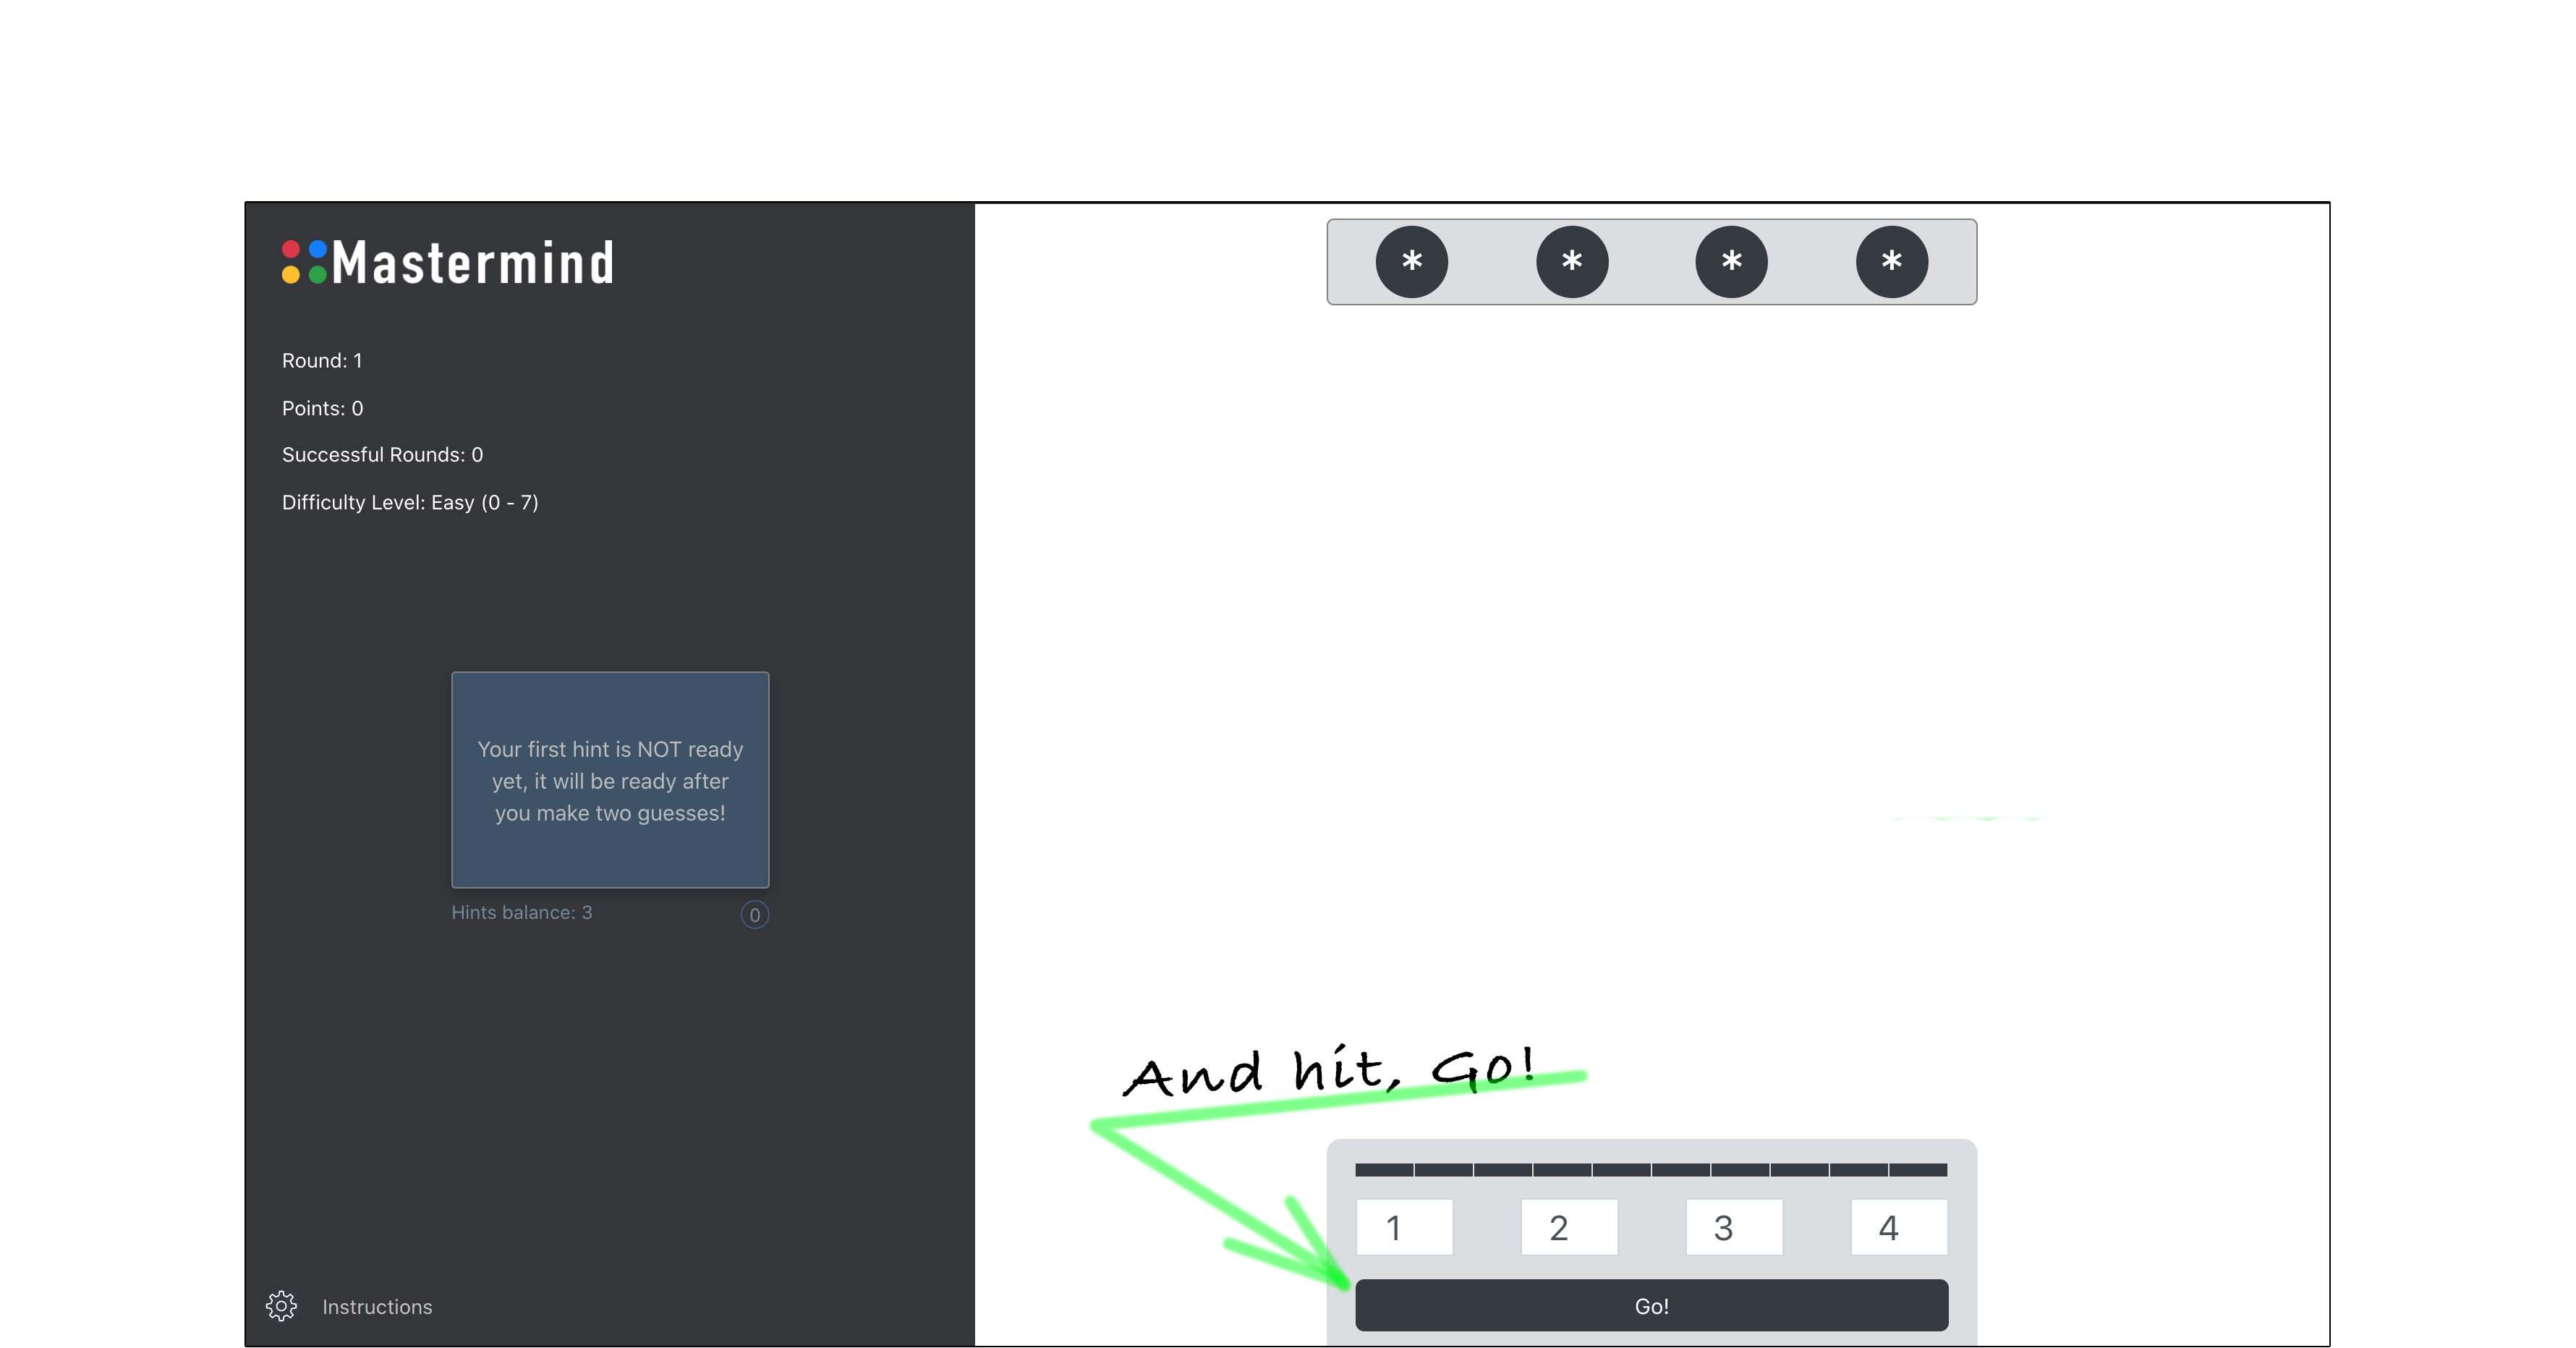 Mastermind
Round: 1
Points: 0
Successful Rounds: 0
Difficulty Level: Easy (0 - 7)
Your first hint is NOT ready
yet, it will be ready after
you make two guesses!
Hints balance: 3
0
Instructions
* * * *
And hit, Go!
1 2 3 4
Go!